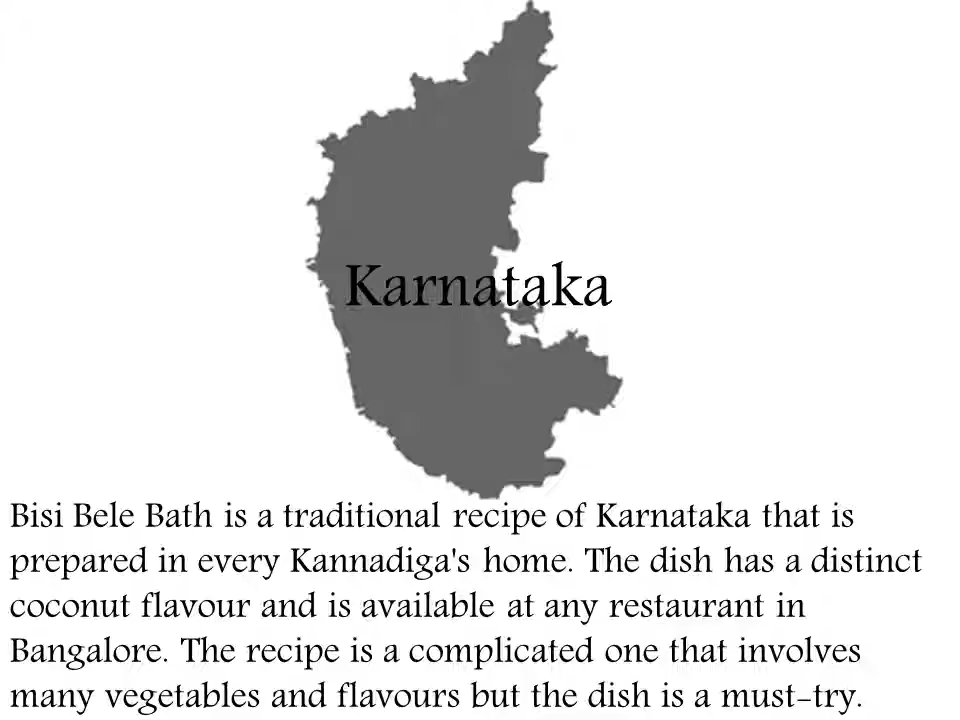 Karnataka
Bisi Bele Bath is a traditional recipe of Karnataka that is
prepared in every Kannadiga's home. The dish has a distinct
coconut flavour and is available at any restaurant in
Bangalore. The recipe is a complicated one that involves
many vegetables and flavours but the dish is a must-try.